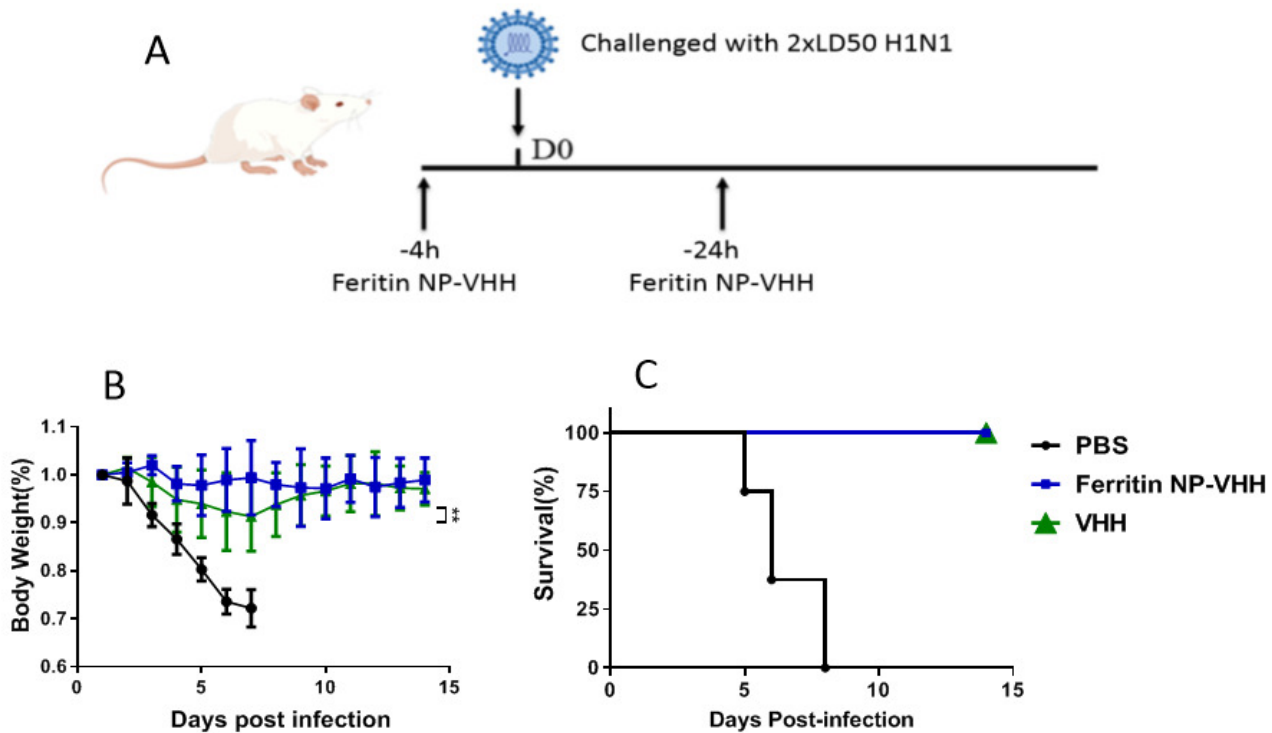 A
Challenged with 2xLD50 H1N1
D0
-4h
Feritin NP-VHH
-24h
Feritin NP-VHH
B
Body Weight(%)
1.1
1.0
0.9
0.8
0.7
0.6
0
5
10
15
Days post infection
**
C
Survival(%)
100
75
50
25
0
0
5
10
15
Days Post-infection
PBS
Ferritin NP-VHH
VHH